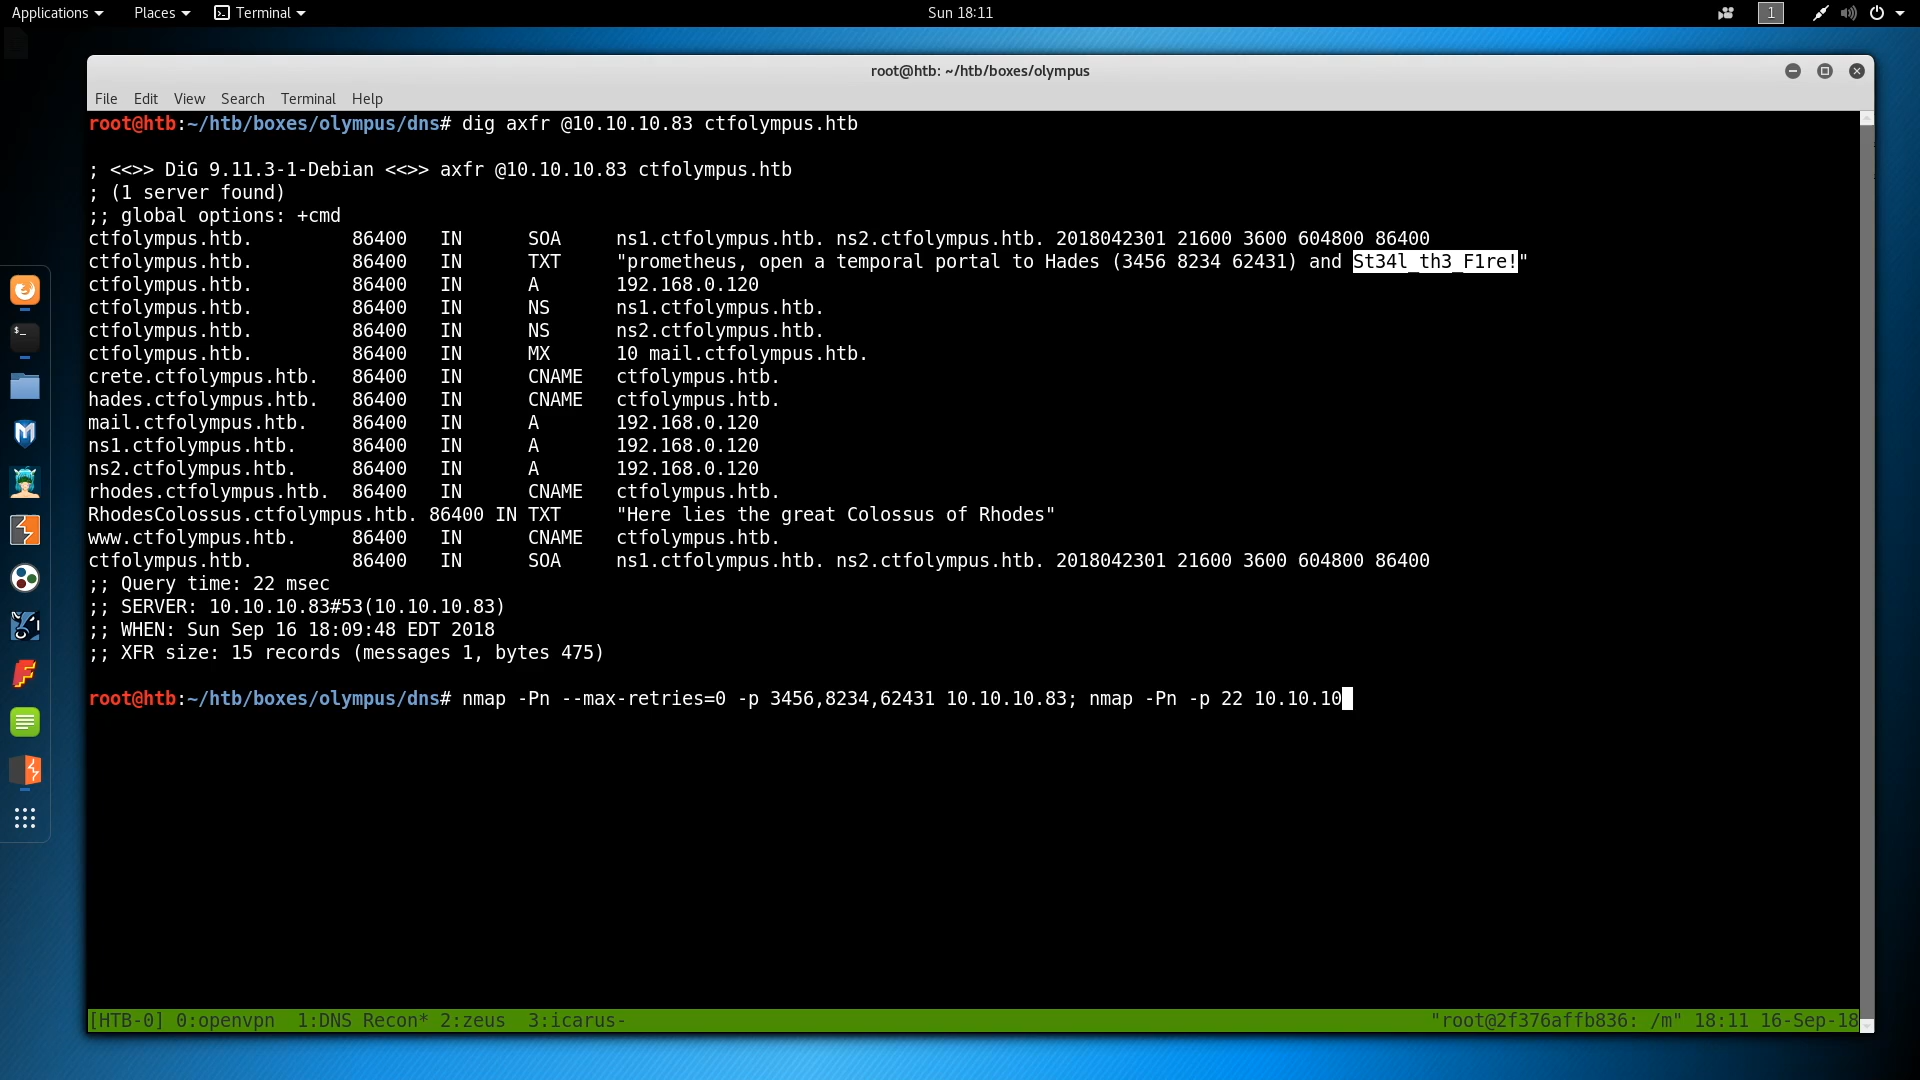 Applications Places Terminal Sun 18:11 1
root@htb: ~/htb/boxes/olympus
File Edit View Search Terminal Help
root@htb:~/htb/boxes/olympus/dns# dig axfr @10.10.10.83 ctfolympus.htb
; <<>> DiG 9.11.3-1-Debian <<>> axfr @10.10.10.83 ctfolympus.htb
; (1 server found)
;; global options: +cmd
ctfolympus.htb. 86400 IN SOA ns1.ctfolympus.htb. ns2.ctfolympus.htb. 2018042301 21600 3600 604800 86400
ctfolympus.htb. 86400 IN TXT "prometheus, open a temporal portal to Hades (3456 8234 62431) and St34l_th3_F1re!"
ctfolympus.htb. 86400 IN A 192.168.0.120
ctfolympus.htb. 86400 IN NS ns1.ctfolympus.htb.
ctfolympus.htb. 86400 IN NS ns2.ctfolympus.htb.
ctfolympus.htb. 86400 IN MX 10 mail.ctfolympus.htb.
crete.ctfolympus.htb. 86400 IN CNAME ctfolympus.htb.
hades.ctfolympus.htb. 86400 IN CNAME ctfolympus.htb.
mail.ctfolympus.htb. 86400 IN A 192.168.0.120
ns1.ctfolympus.htb. 86400 IN A 192.168.0.120
ns2.ctfolympus.htb. 86400 IN A 192.168.0.120
rhodes.ctfolympus.htb. 86400 IN CNAME ctfolympus.htb.
RhodesColossus.ctfolympus.htb. 86400 IN TXT "Here lies the great Colossus of Rhodes"
www.ctfolympus.htb. 86400 IN CNAME ctfolympus.htb.
ctfolympus.htb. 86400 IN SOA ns1.ctfolympus.htb. ns2.ctfolympus.htb. 2018042301 21600 3600 604800 86400
;; Query time: 22 msec
;; SERVER: 10.10.10.83#53(10.10.10.83)
;; WHEN: Sun Sep 16 18:09:48 EDT 2018
;; XFR size: 15 records (messages 1, bytes 475)
root@htb:~/htb/boxes/olympus/dns# nmap -Pn --max-retries=0 -p 3456,8234,62431 10.10.10.83; nmap -Pn -p 22 10.10.10
[HTB-0] 0:openvpn 1:DNS Recon* 2:zeus 3:icarus- "root@2f376affb836: /m" 18:11 16-Sep-18